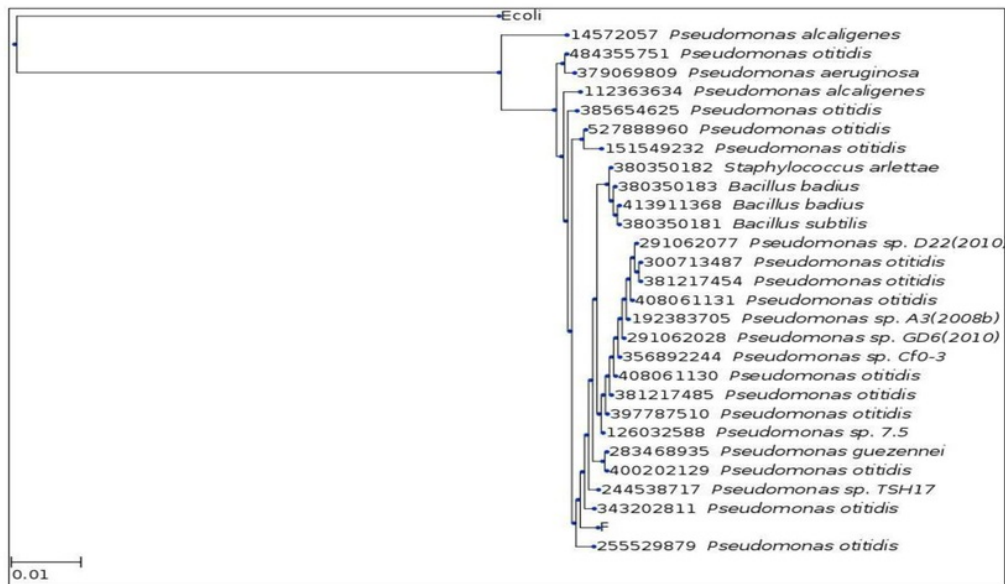 Ecoli
14572057 Pseudomonas alcaligenes
484355751 Pseudomonas otitidis
379069809 Pseudomonas aeruginosa
112363634 Pseudomonas alcaligenes
385654625 Pseudomonas otitidis
527888960 Pseudomonas otitidis
151549232 Pseudomonas otitidis
380350182 Staphylococcus arlettae
380350183 Bacillus badius
413911368 Bacillus badius
380350181 Bacillus subtilis
291062077 Pseudomonas sp. D22(2010)
300713487 Pseudomonas otitidis
381217454 Pseudomonas otitidis
408061131 Pseudomonas otitidis
192383705 Pseudomonas sp. A3(2008b)
291062028 Pseudomonas sp. GD6(2010)
356892244 Pseudomonas sp. Cf0-3
408061130 Pseudomonas otitidis
381217485 Pseudomonas otitidis
397787510 Pseudomonas otitidis
126032588 Pseudomonas sp. 7.5
283468935 Pseudomonas guezennei
400202129 Pseudomonas otitidis
244538717 Pseudomonas sp. TSH17
343202811 Pseudomonas otitidis
F
255529879 Pseudomonas otitidis
0.01